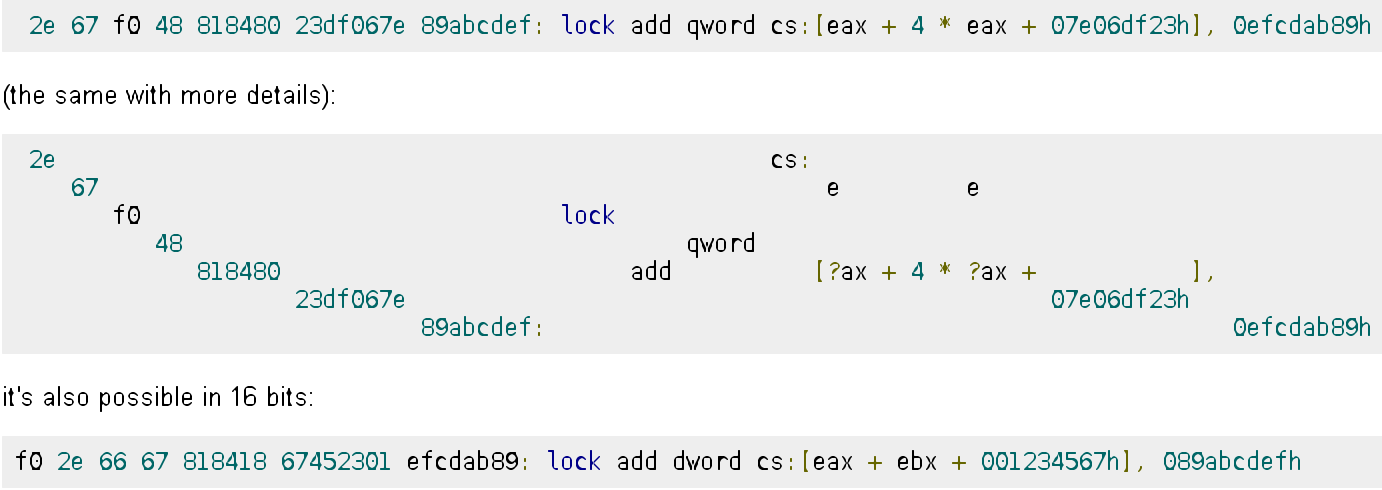 2e 67 f0 48 818480 23df067e 89abcdef: lock add qword cs:[eax + 4 * eax + 07e06df23h], 0efcdab89h
(the same with more details):
2e cs:
67 e e
f0 lock
48 qword
818480 add [?ax + 4 * ?ax + ],
23df067e 07e06df23h
89abcdef: 0efcdab89h
it's also possible in 16 bits:
f0 2e 66 67 818418 67452301 efcdab89: lock add dword cs:[eax + ebx + 001234567h], 089abcdefh